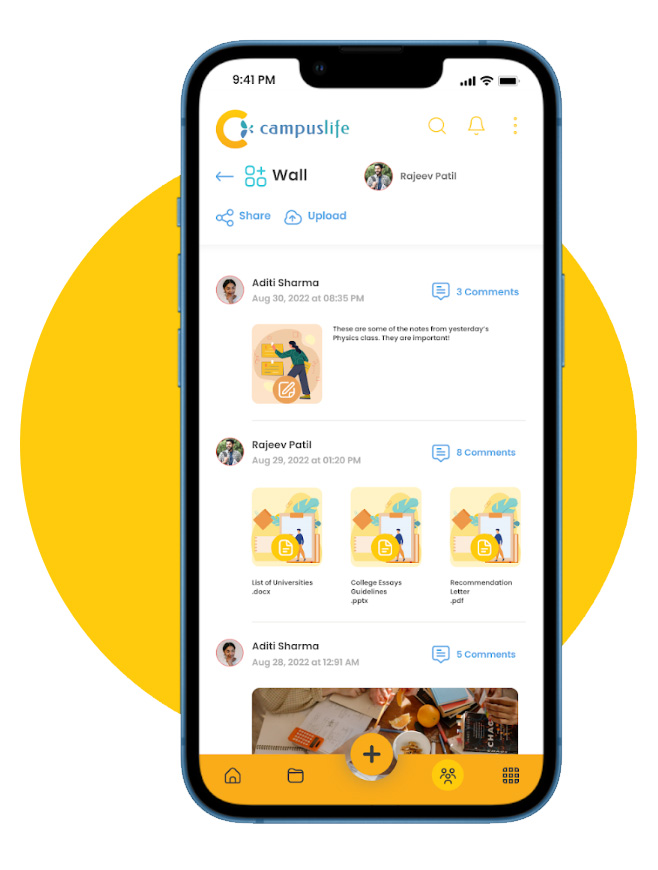 9:41 PM
campuslife
Wall
Rajeev Patil
Share
Upload
Aditi Sharma
Aug 30, 2022 at 08:35 PM
3 Comments
These are some of the notes from yesterday's
Physics class. They are important!
Rajeev Patil
Aug 29, 2022 at 01:20 PM
8 Comments
List of Universities
.docx
College Essays
Guidelines
.pptx
Recommendation
Letter
.pdf
Aditi Sharma
Aug 28, 2022 at 12:91 AM
5 Comments